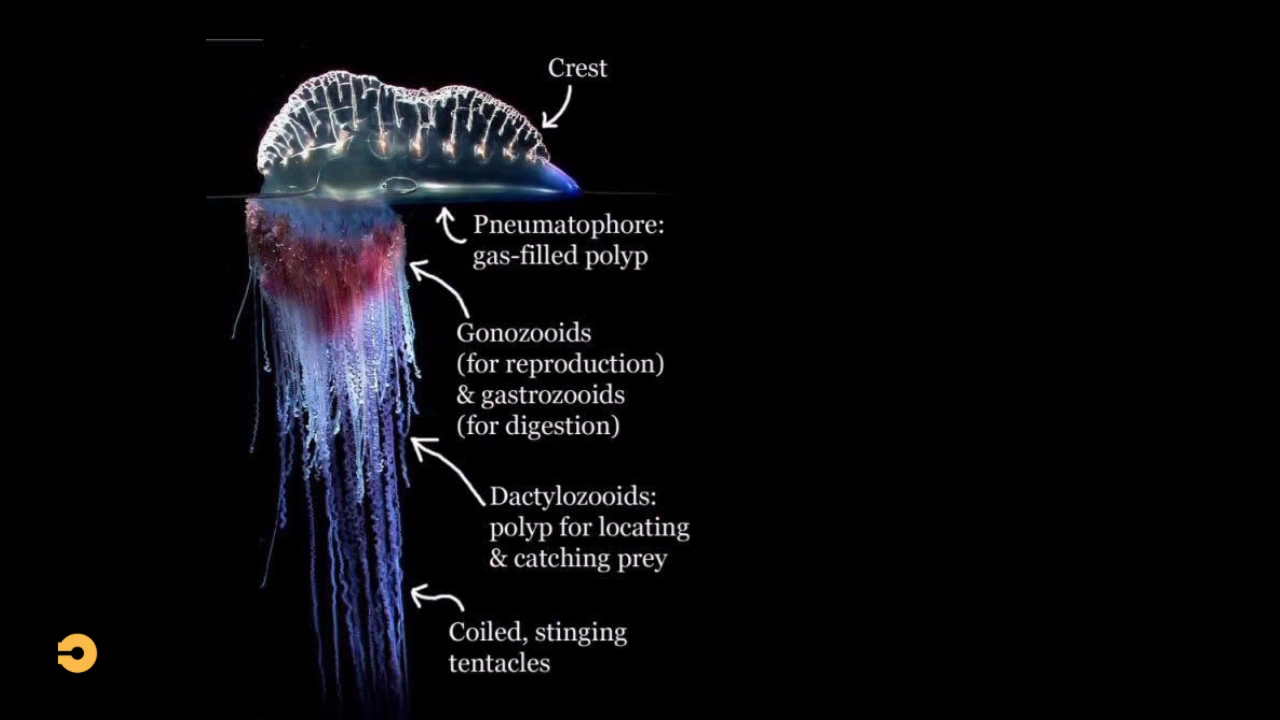 Crest
Pneumatophore:
gas-filled polyp
Gonozooids
(for reproduction)
& gastrozooids
(for digestion)
Dactylozooids:
polyp for locating
& catching prey
Coiled, stinging
tentacles